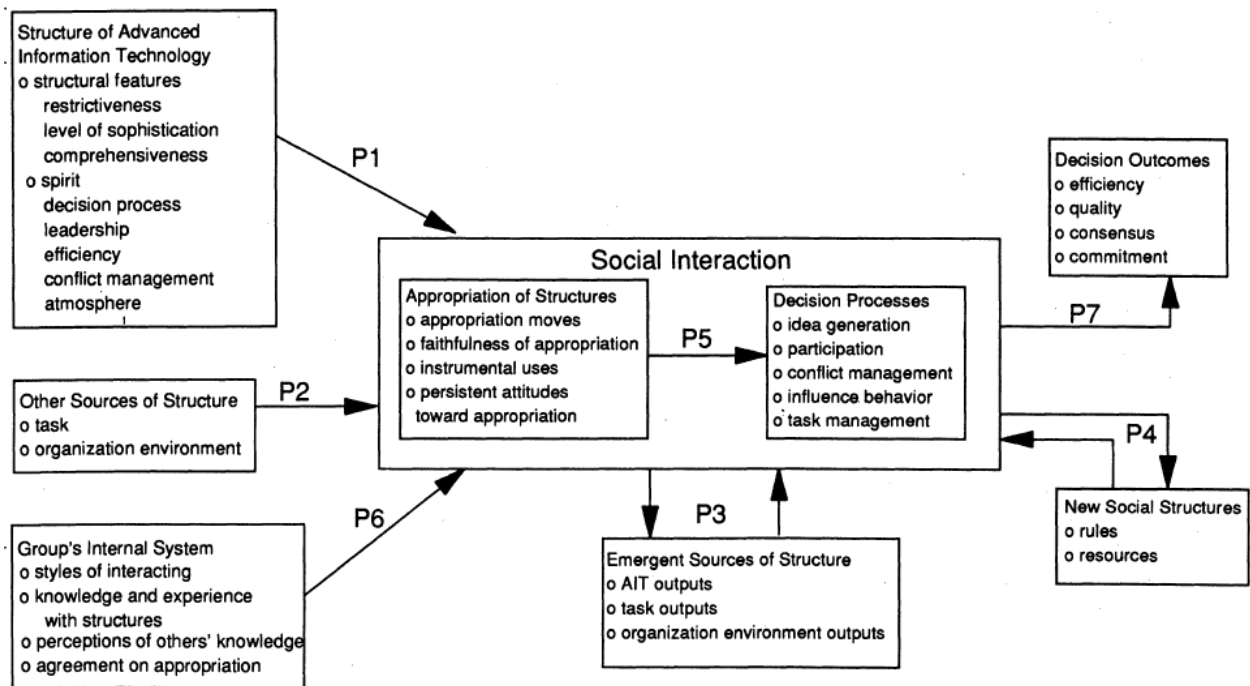 Structure of Advanced
Information Technology
o structural features
restrictiveness
level of sophistication
comprehensiveness
o spirit
decision process
leadership
efficiency
conflict management
atmosphere
P1
Other Sources of Structure
o task
o organization environment
P2
Group's Internal System
o styles of interacting
o knowledge and experience
with structures
o perceptions of others' knowledge
o agreement on appropriation
P6
Social Interaction
Appropriation of Structures
o appropriation moves
o faithfulness of appropriation
o instrumental uses
o persistent attitudes
toward appropriation
P5
Decision Processes
o idea generation
o participation
o conflict management
o influence behavior
o task management
P3
Emergent Sources of Structure
o AIT outputs
o task outputs
o organization environment outputs
Decision Outcomes
o efficiency
o quality
o consensus
o commitment
P7
P4
New Social Structures
o rules
o resources